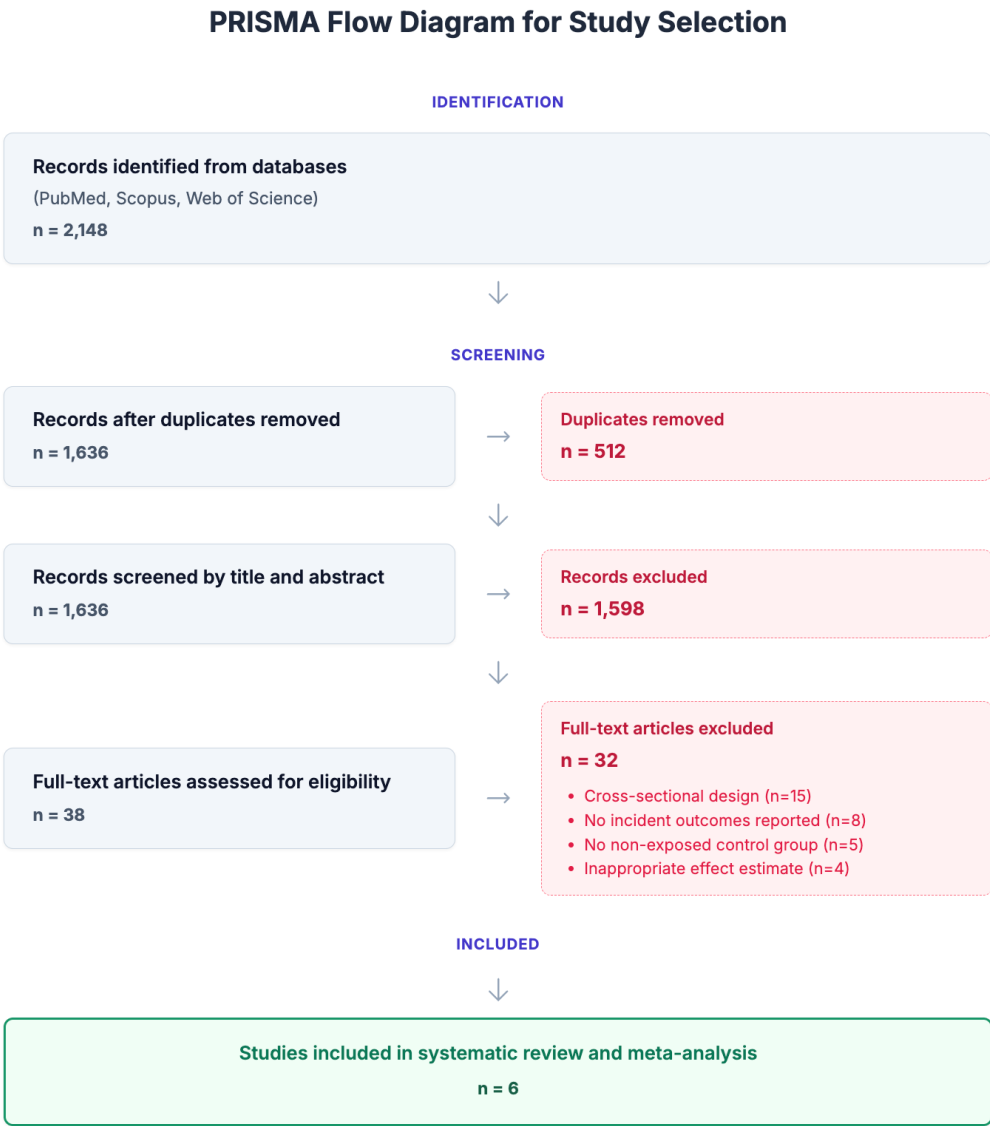 PRISMA Flow Diagram for Study Selection
IDENTIFICATION
Records identified from databases
(PubMed, Scopus, Web of Science)
n = 2,148
SCREENING
Records after duplicates removed
n = 1,636
Duplicates removed
n = 512
Records screened by title and abstract
n = 1,636
Records excluded
n = 1,598
Full-text articles assessed for eligibility
n = 38
Full-text articles excluded
n = 32
• Cross-sectional design (n=15)
• No incident outcomes reported (n=8)
• No non-exposed control group (n=5)
• Inappropriate effect estimate (n=4)
INCLUDED
Studies included in systematic review and meta-analysis
n = 6